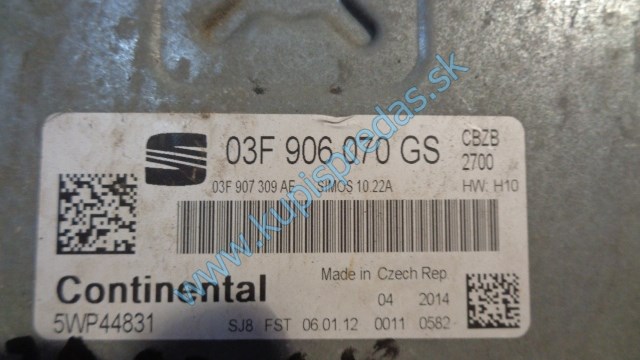 03F 906 070 GS
CBZB
2700
03F 907 309 AF SIMOS 10.22A
HW: H10
Continental
Made in Czech Rep
04 2014
5WP44831
SJ8 FST 06.01.12 0011 0582
www.kupispredas.sk